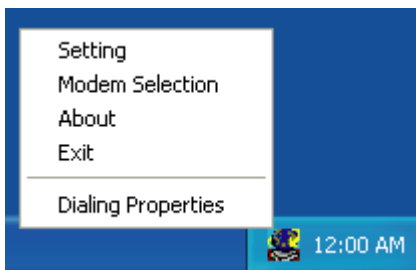 Setting
Modem Selection
About
Exit
Dialing Properties
12:00 AM